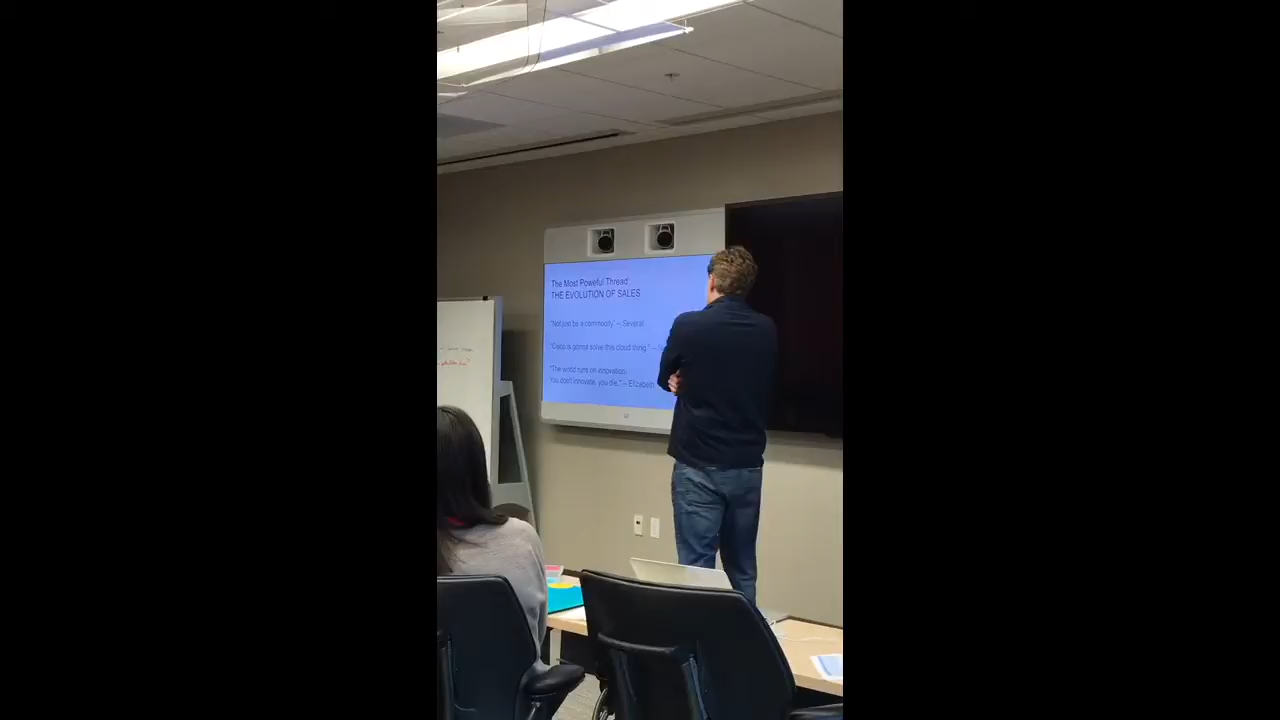 The Most Poweful Thread:
THE EVOLUTION OF SALES
"Not just be a commodity" – Several
"Cisco is gonna solve this cloud thing." –
"The world runs on innovation.
You don't innovate, you die." – Elizabeth